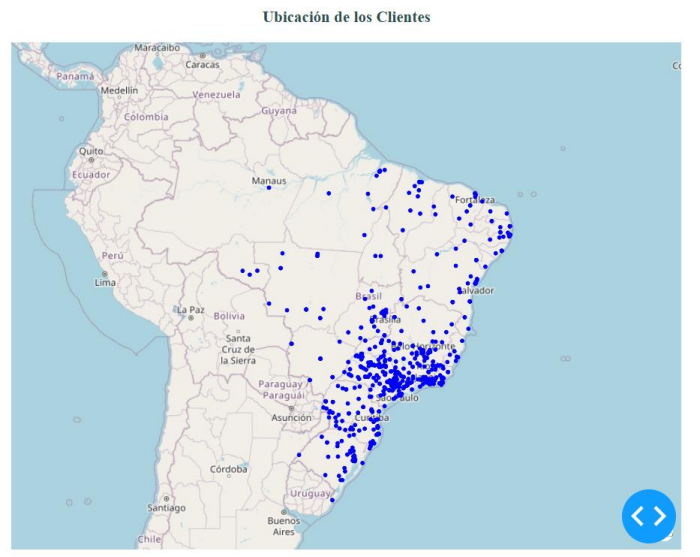 Ubicación de los Clientes
Maracaibo
Caracas
Panamá
Medellín
Venezuela
Guyana
Colombia
Quito
Ecuador
Manaus
Fortaleza
Perú
Lima
Brasil
Salvador
La Paz
Bolivia
Brasília
Santa
Cruz de
la Sierra
Belo Horizonte
Paraguay /
Paraguái
São Paulo
Asunción
Curitiba
Córdoba
Uruguay
Santiago
Buenos
Aires
Chile